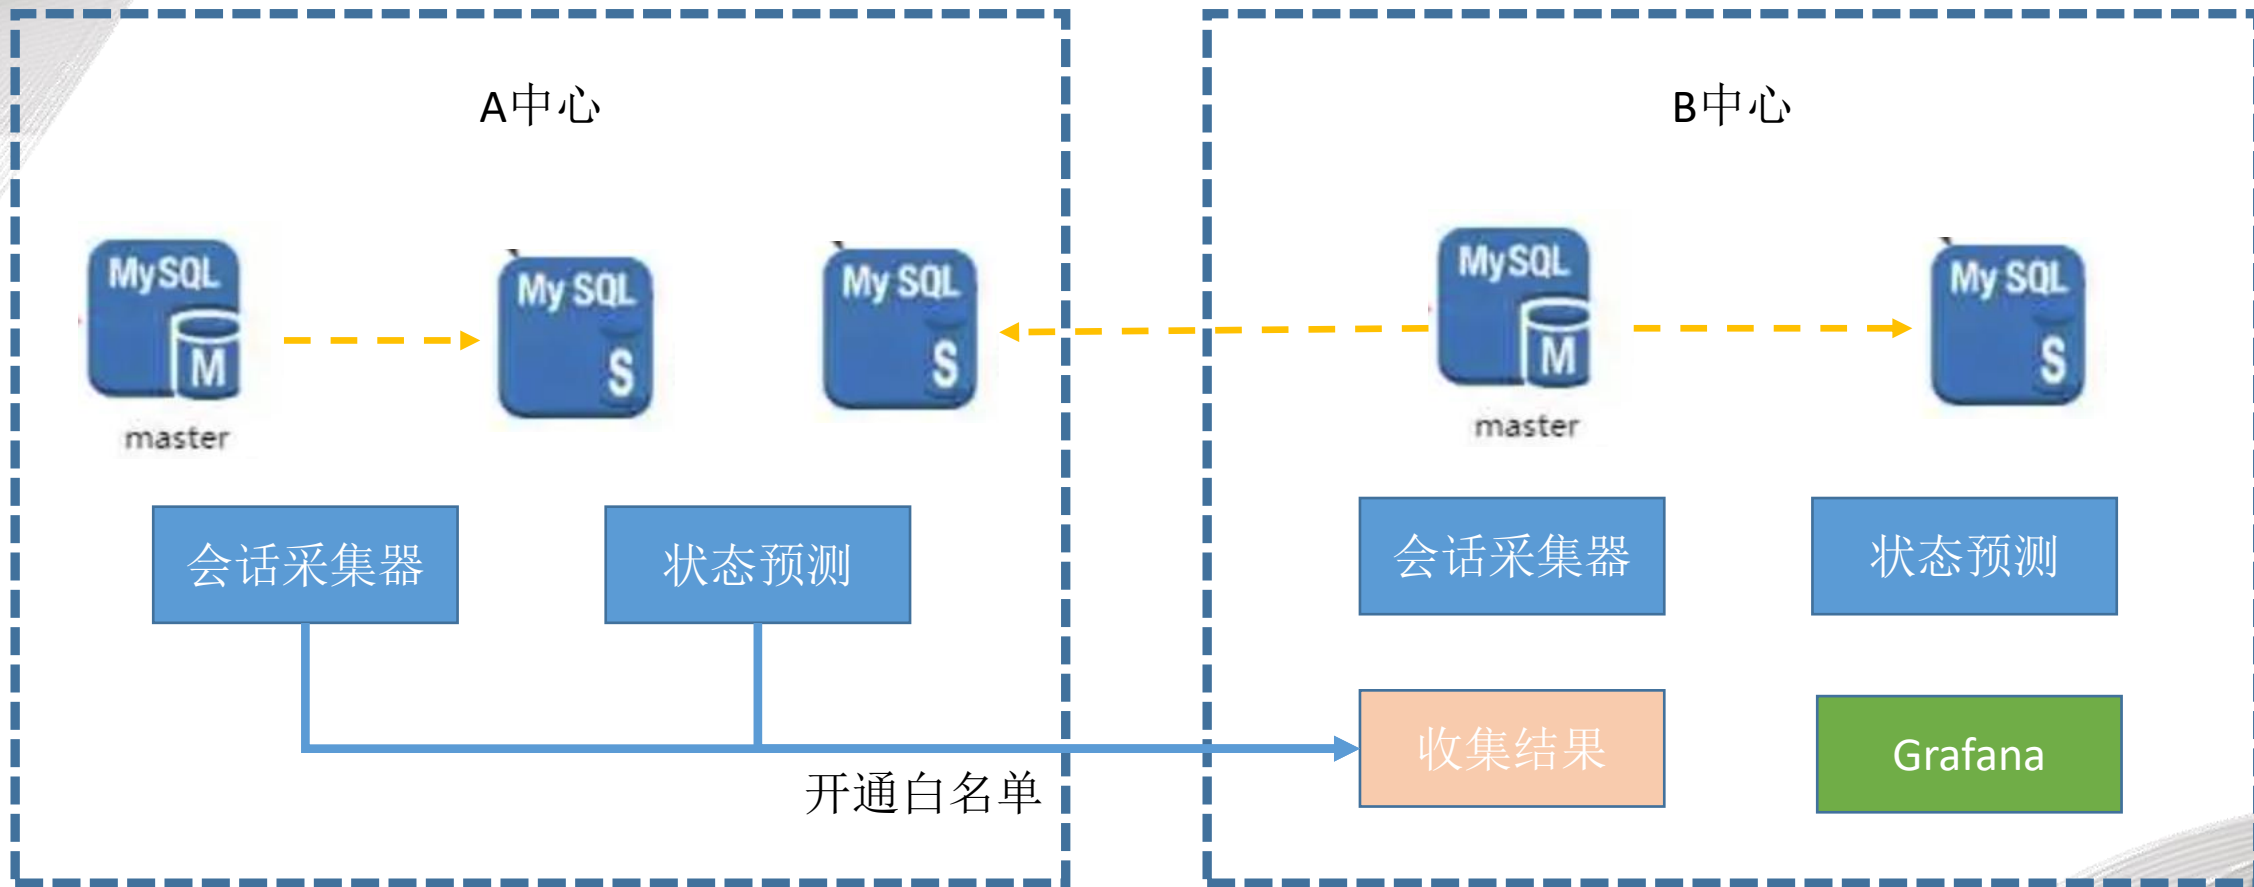 A中心
B中心
MySQL
M
master
My SQL
S
My SQL
S
MySQL
M
master
My SQL
S
会话采集器
状态预测
会话采集器
状态预测
收集结果
Grafana
开通白名单